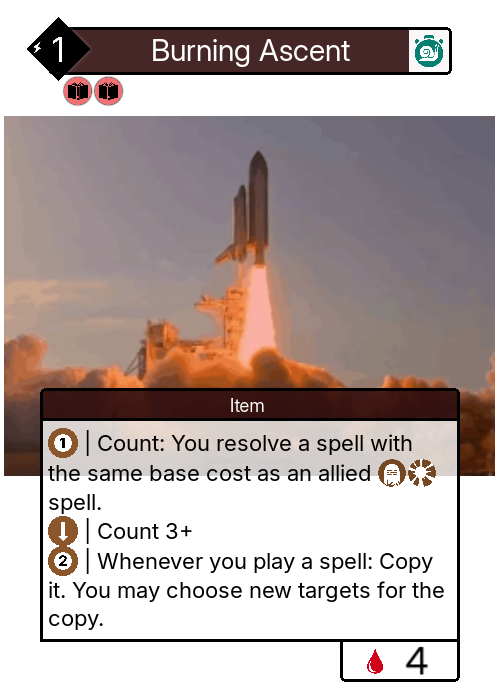 1 Burning Ascent
Item
1 | Count: You resolve a spell with
the same base cost as an allied
spell.
| Count 3+
2 | Whenever you play a spell: Copy
it. You may choose new targets for the
copy.
4